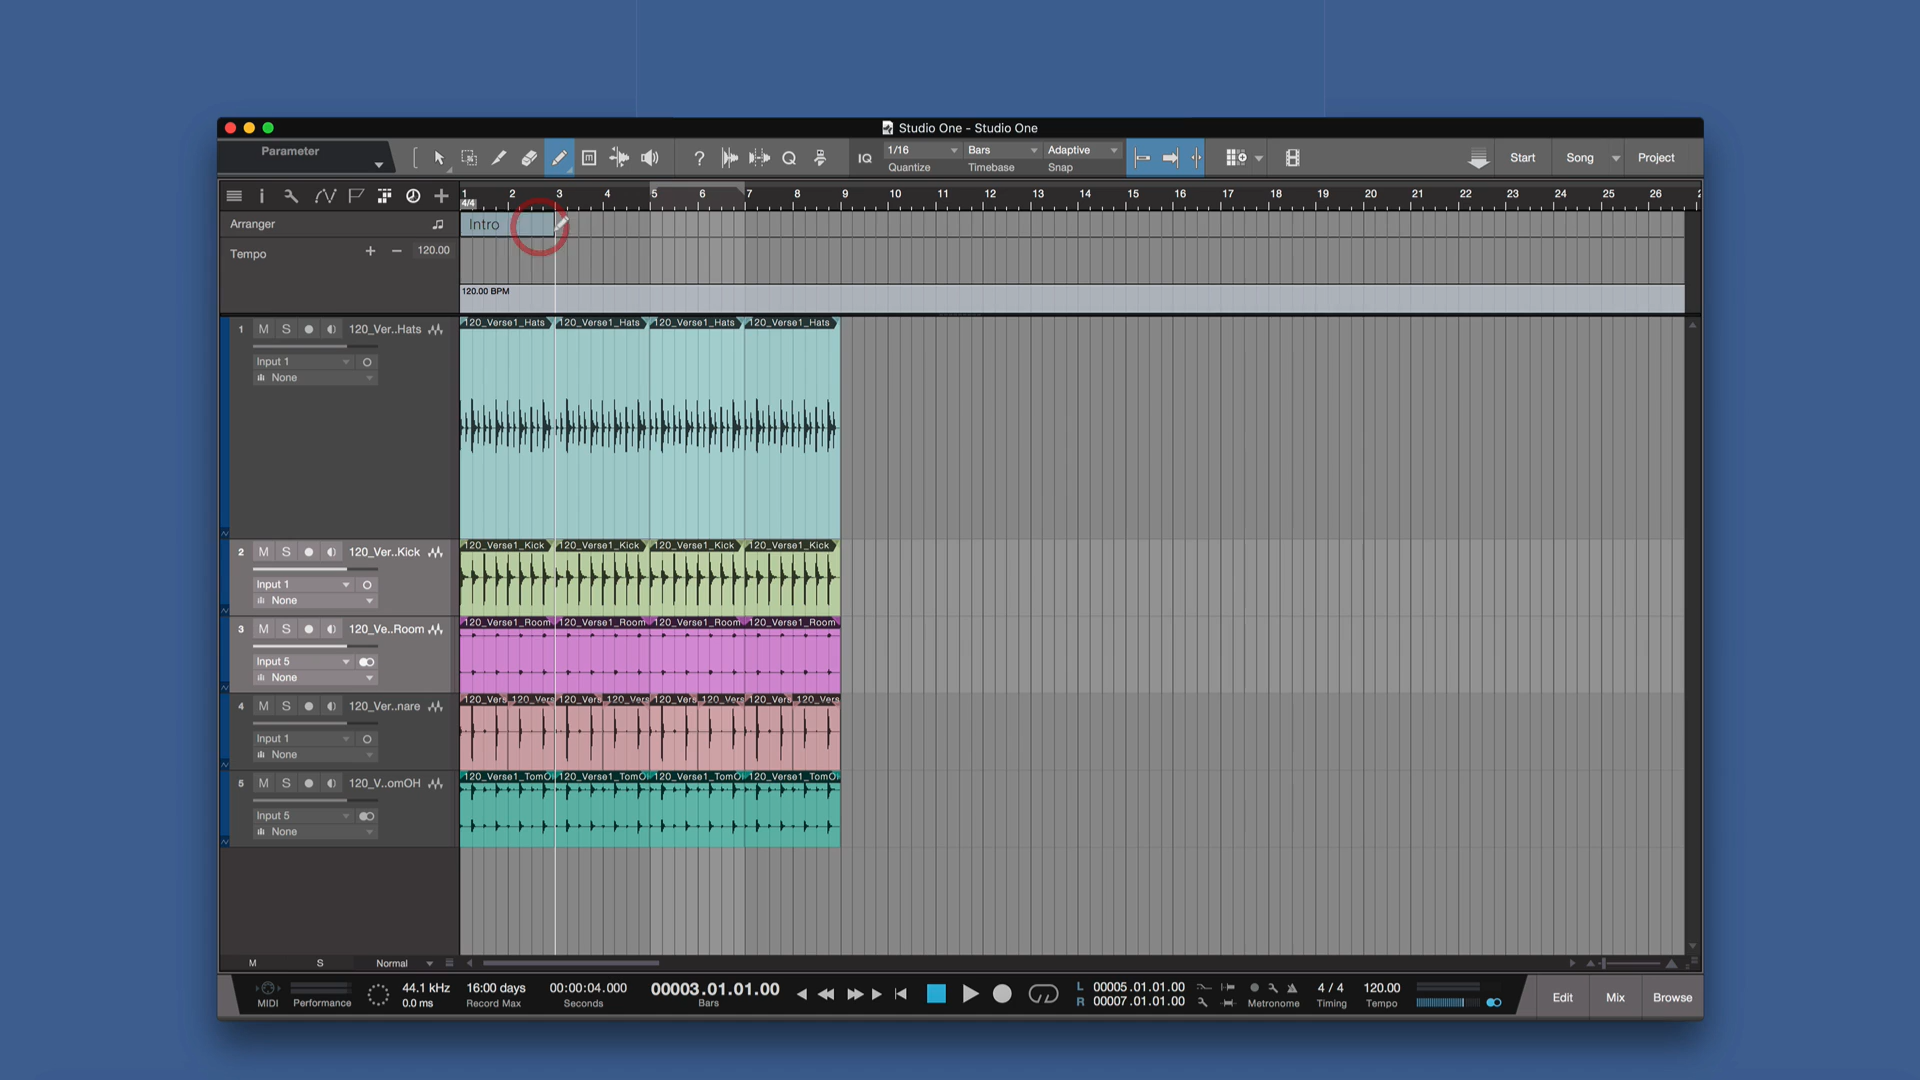 Studio One - Studio One
Parameter
IQ
1/16
Quantize
Bars
Timebase
Adaptive
Snap
Start
Song
Project
1 2 3 4 5 6 7 8 9 10 11 12 13 14 15 16 17 18 19 20 21 22 23 24 25 26
4/4
Arranger
Intro
Tempo + − 120.00
120.00 BPM
1 M S 120_Ver..Hats
Input 1
None
120_Verse1_Hats 120_Verse1_Hats 120_Verse1_Hats 120_Verse1_Hats
2 M S 120_Ver..Kick
Input 1
None
120_Verse1_Kick 120_Verse1_Kick 120_Verse1_Kick 120_Verse1_Kick
3 M S 120_Ve..Room
Input 5
None
120_Verse1_Room 120_Verse1_Room 120_Verse1_Room 120_Verse1_Room
4 M S 120_Ver..nare
Input 1
None
120_Vers 120_Vers 120_Vers 120_Vers 120_Vers 120_Vers 120_Vers 120_Vers
5 M S 120_V..omOH
Input 5
None
120_Verse1_TomO 120_Verse1_TomO 120_Verse1_TomO 120_Verse1_TomO
M S Normal
MIDI
Performance
44.1 kHz
0.0 ms
16:00 days
Record Max
00:00:04.000
Seconds
00003.01.01.00
Bars
L 00005.01.01.00
R 00007.01.01.00
Metronome
4 / 4
Timing
120.00
Tempo
Edit
Mix
Browse